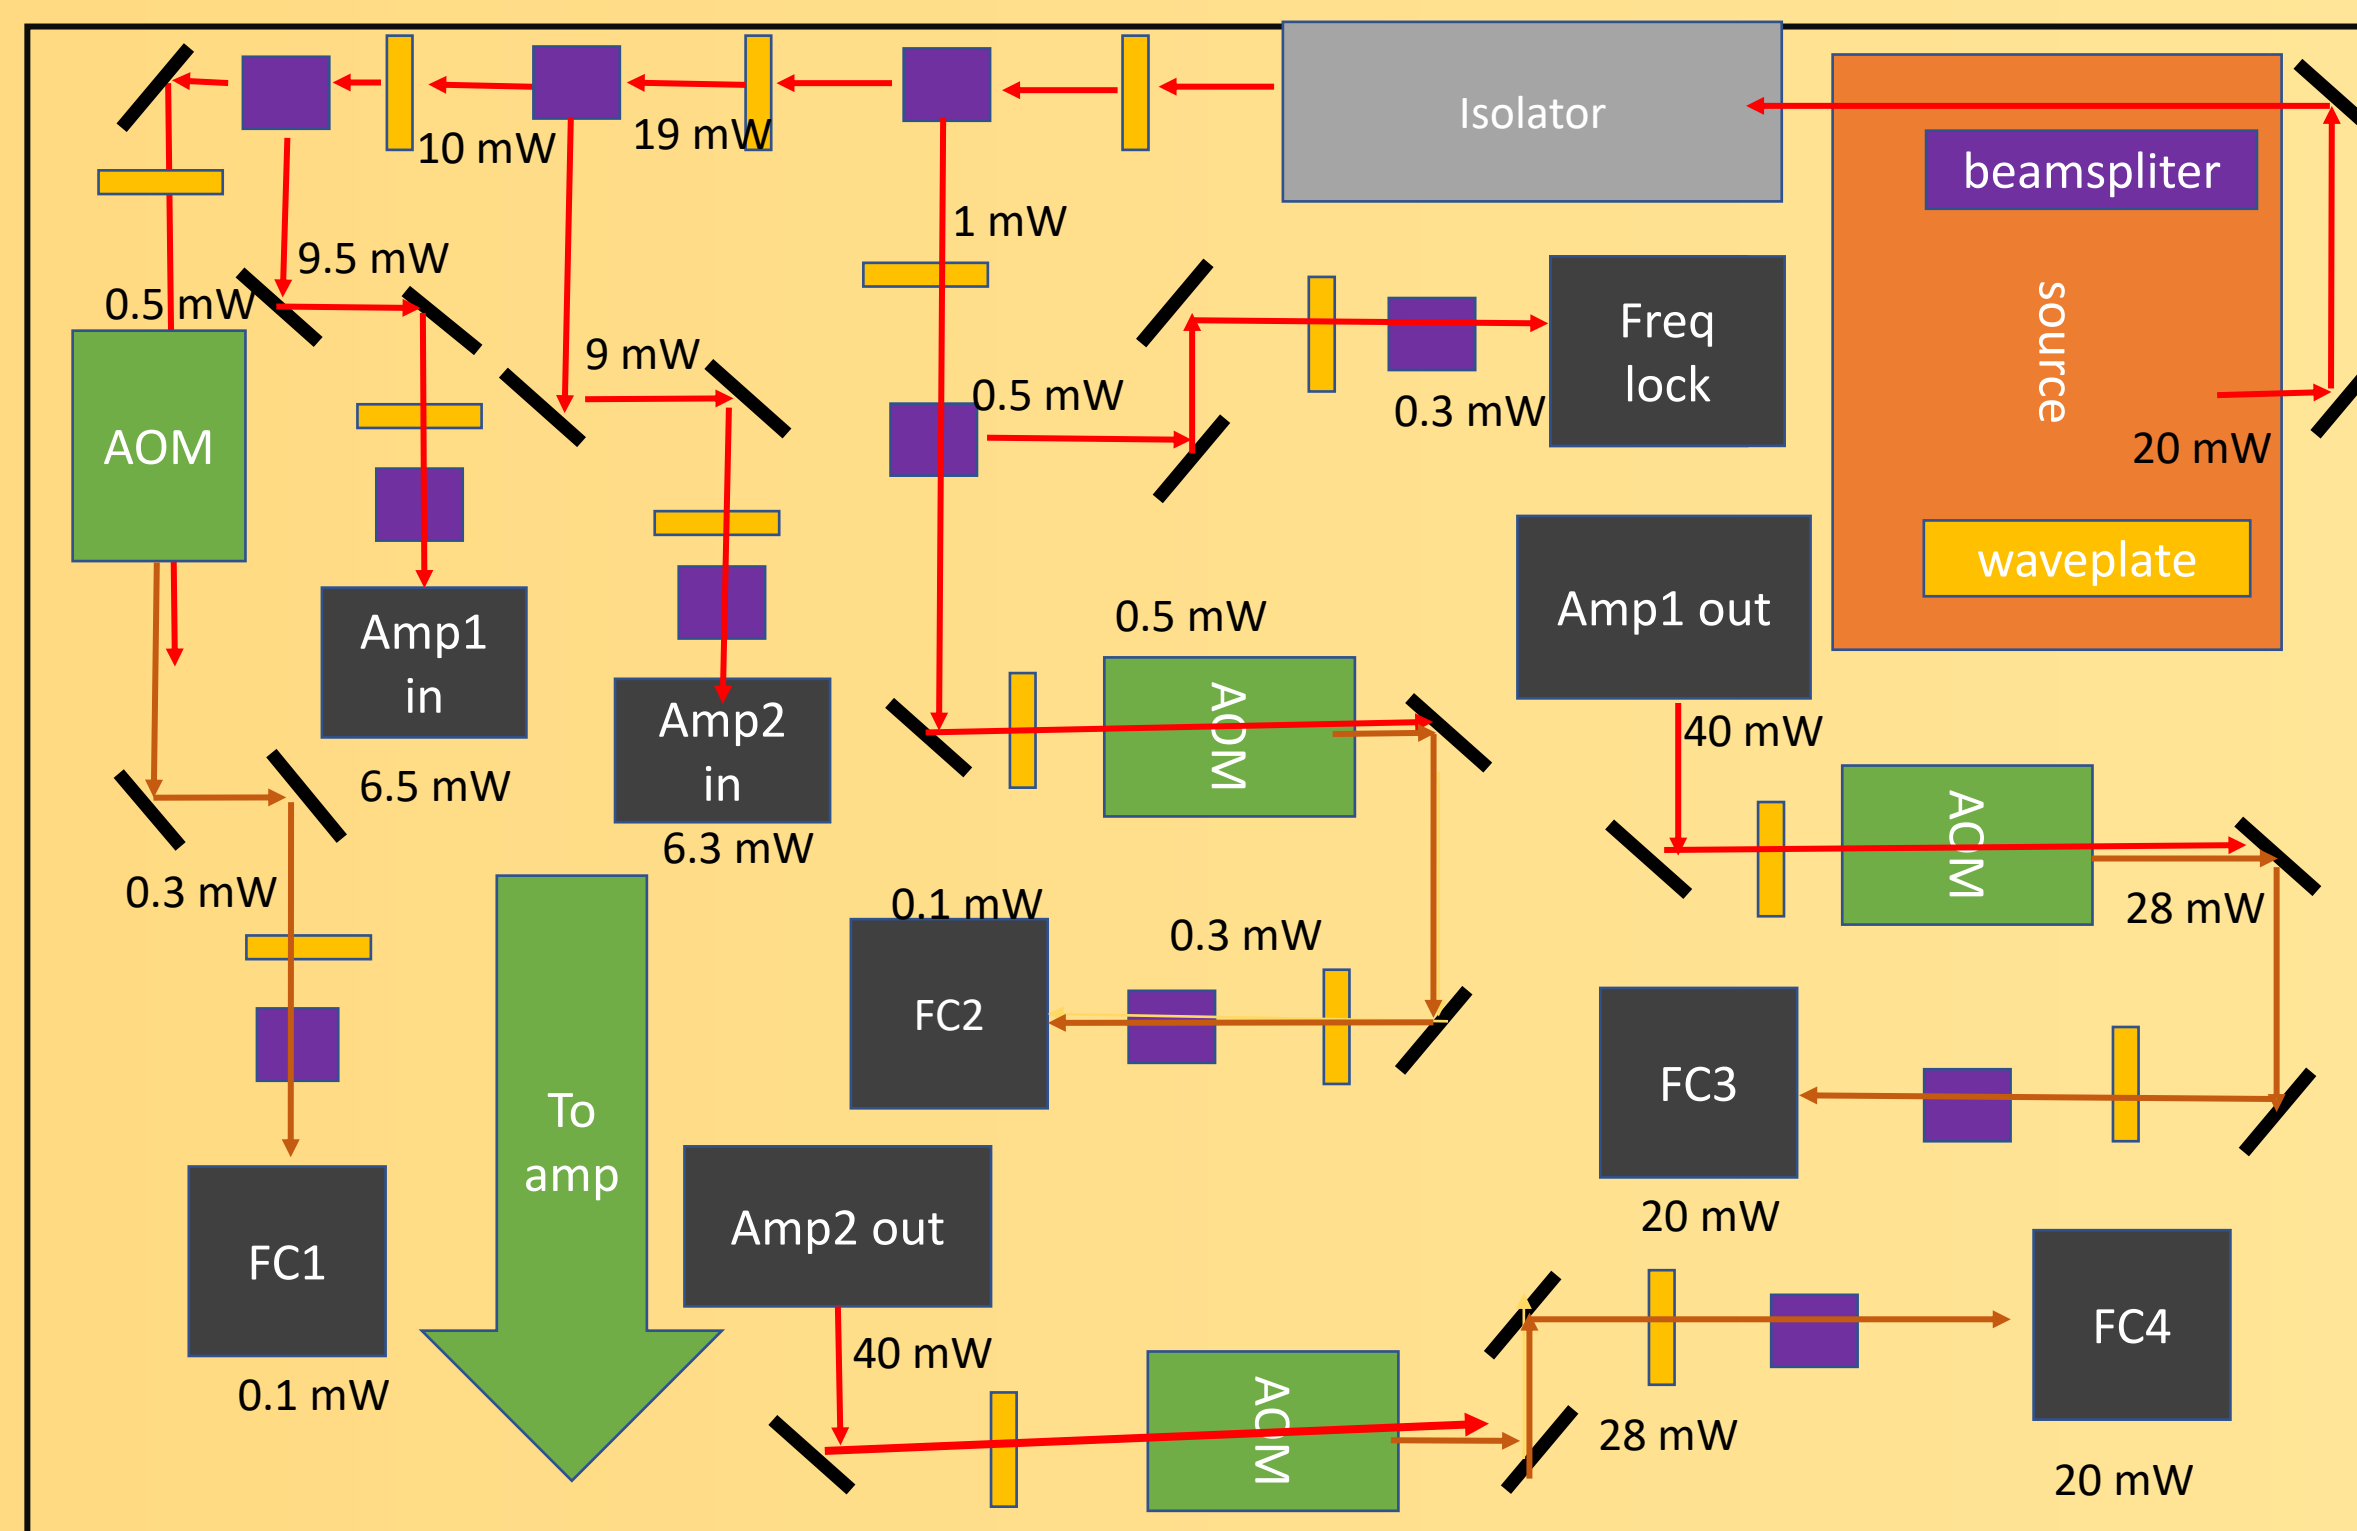 Isolator
beamspliter
10 mW
19 mW
1 mW
9.5 mW
0.5 mW
Freq
lock
source
9 mW
0.5 mW
0.3 mW
20 mW
AOM
waveplate
Amp1
in
0.5 mW
Amp1 out
Amp2
in
AOM
40 mW
6.5 mW
6.3 mW
AOM
0.3 mW
0.1 mW
0.3 mW
28 mW
FC2
FC3
To
amp
Amp2 out
20 mW
FC1
FC4
40 mW
0.1 mW
AOM
28 mW
20 mW